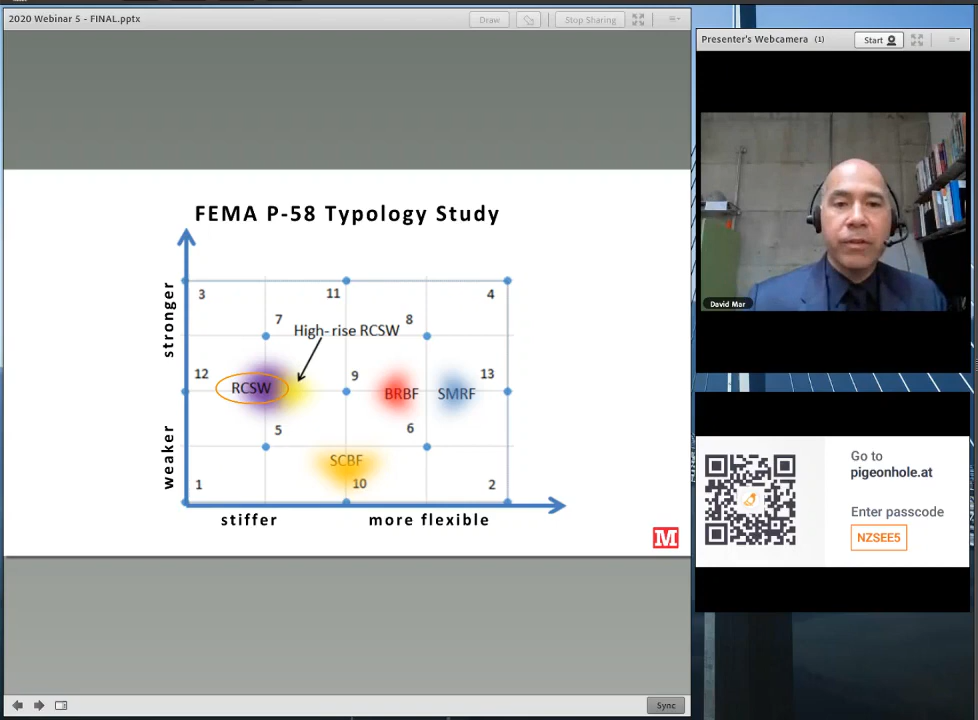 2020 Webinar 5 - FINAL.pptx
Draw
Stop Sharing
Presenter's Webcamera (1)
Start
FEMA P-58 Typology Study
stronger
weaker
3
11
4
7
High-rise RCSW
8
12
RCSW
9
BRBF
SMRF
13
5
6
SCBF
1
10
2
stiffer
more flexible
M
David Mar
Go to
pigeonhole.at
Enter passcode
NZSEE5
Sync